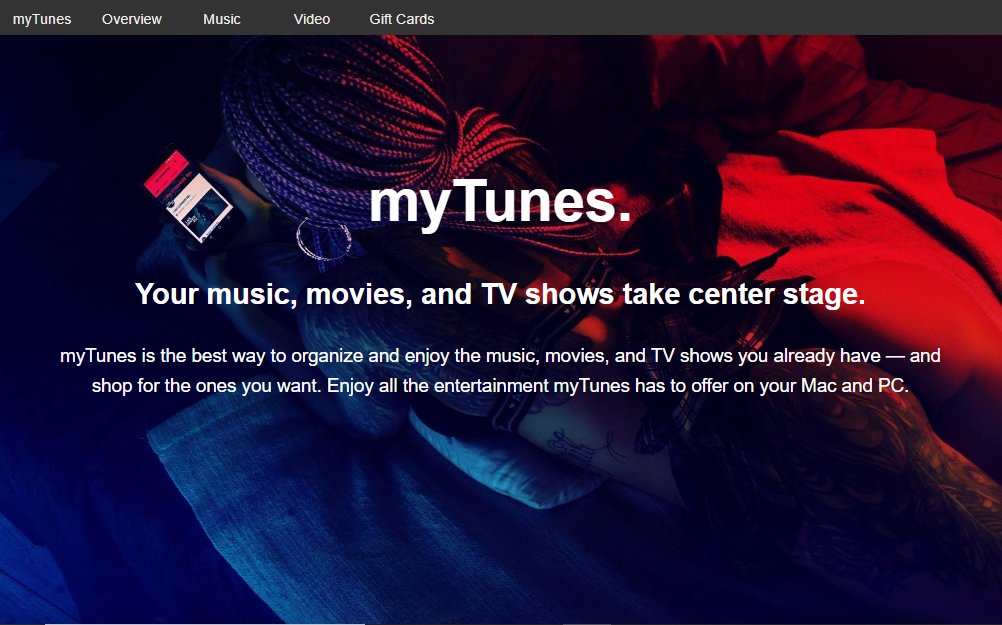 myTunes Overview Music Video Gift Cards
myTunes.
Your music, movies, and TV shows take center stage.
myTunes is the best way to organize and enjoy the music, movies, and TV shows you already have — and
shop for the ones you want. Enjoy all the entertainment myTunes has to offer on your Mac and PC.